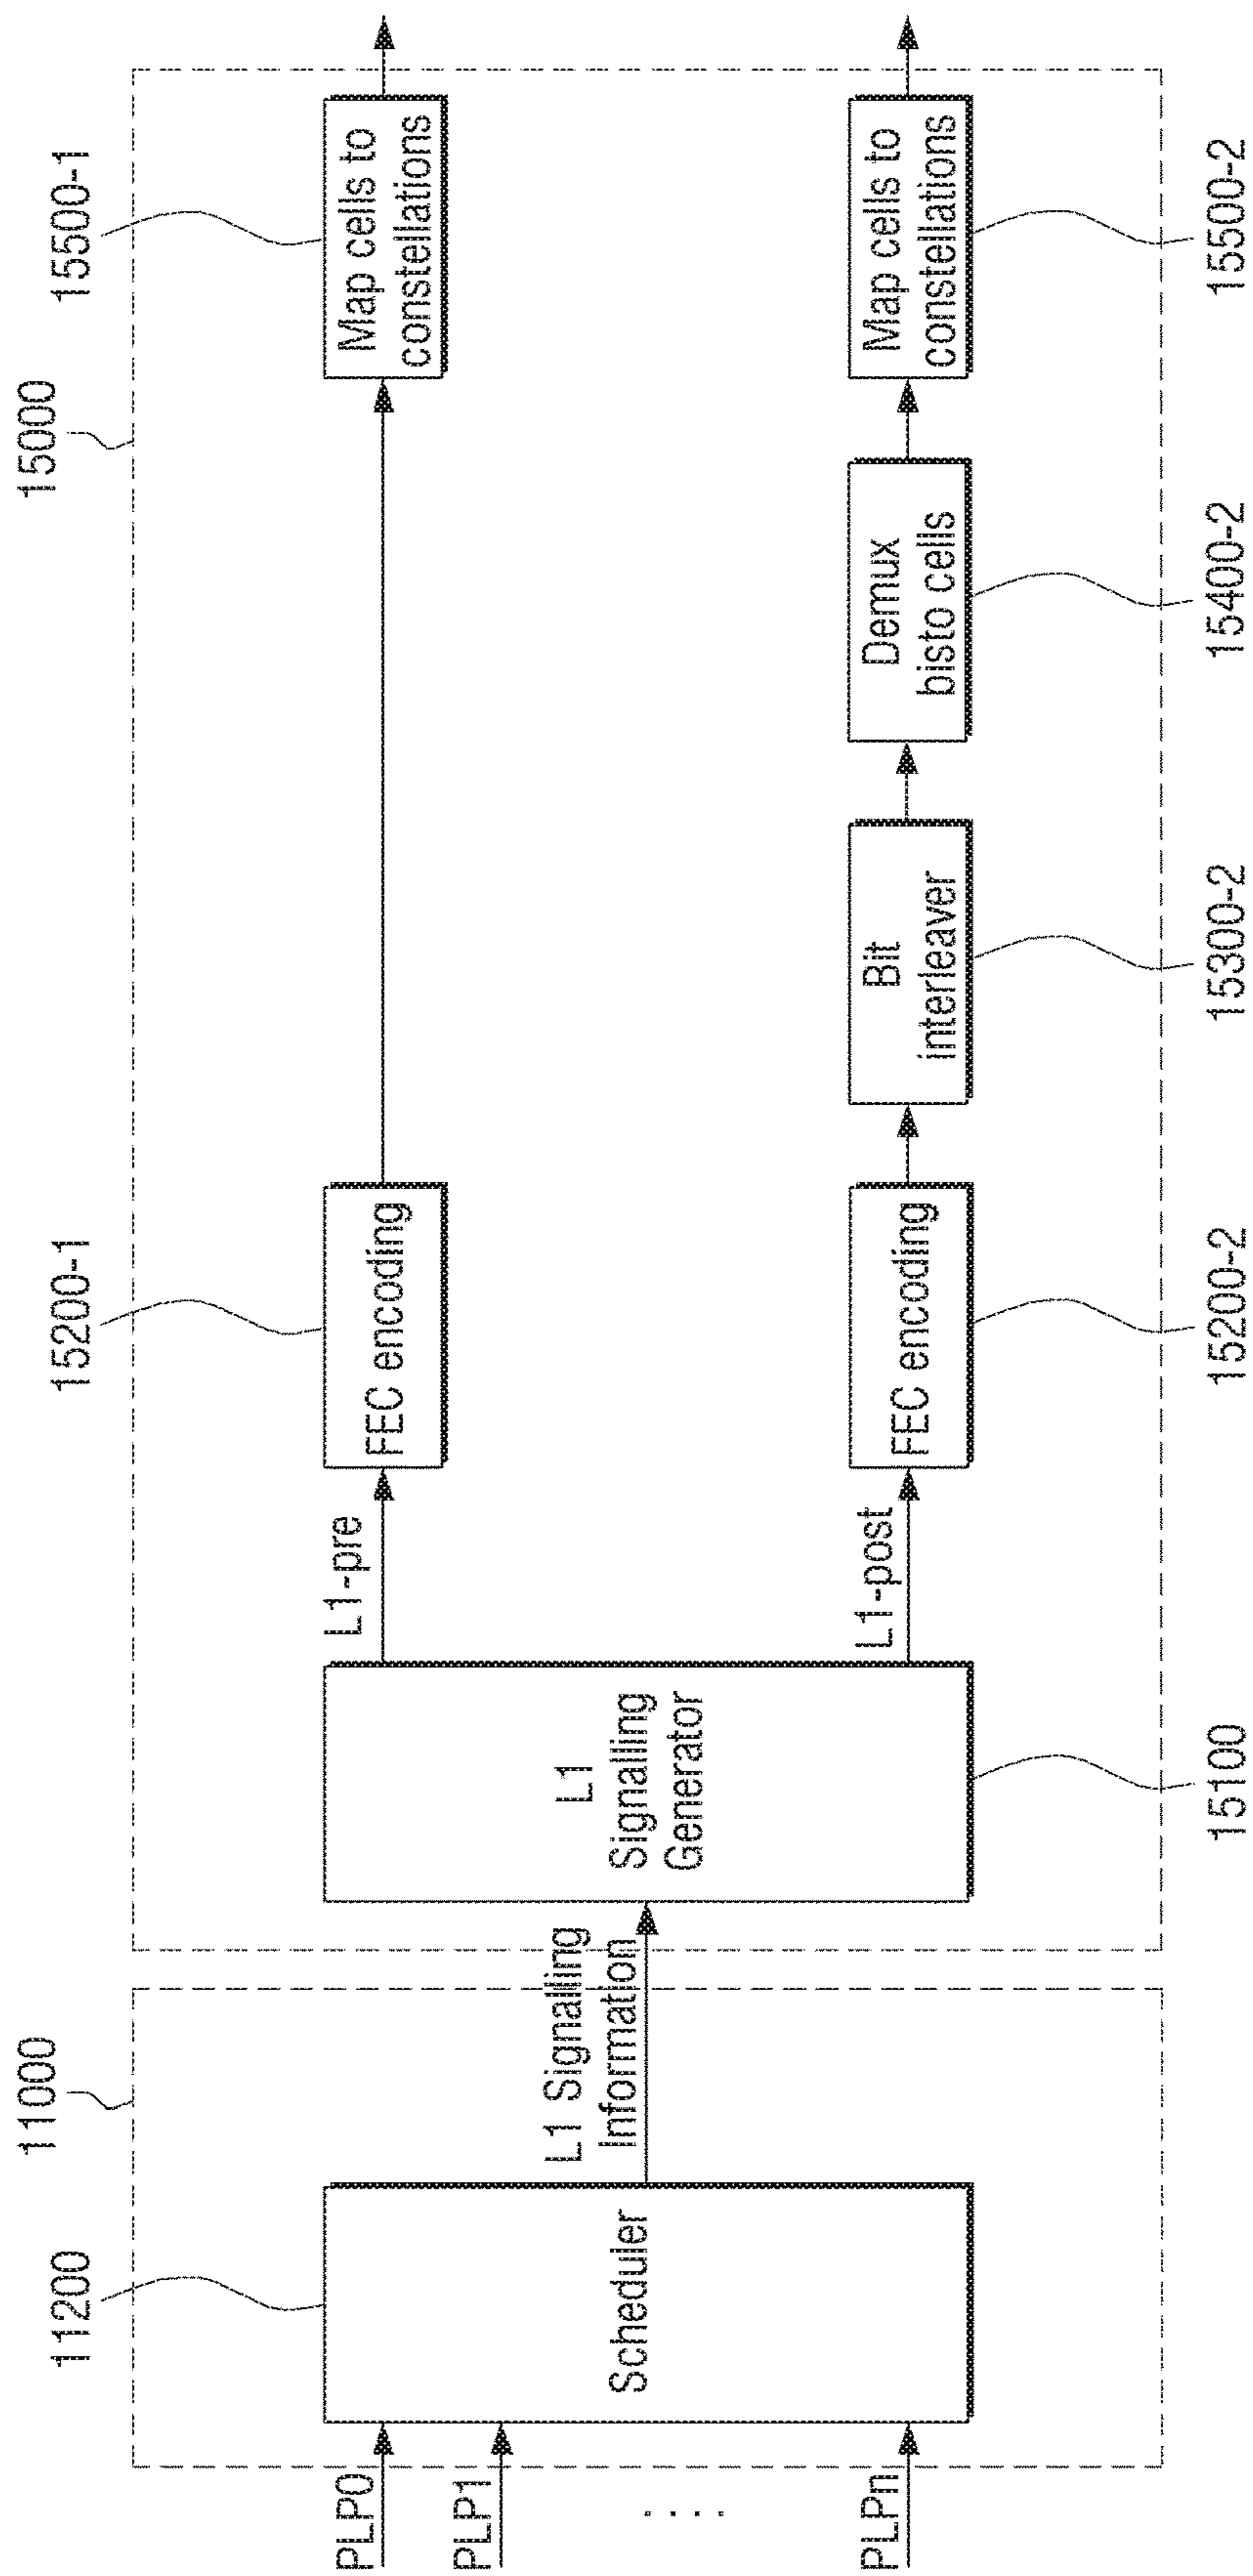 11000
15000
11200
15200-1
15500-1
PLP0
PLP1
. . . .
PLPn
Scheduler
L1 Signalling
Information
L1
Signalling
Generator
L1-pre
FEC encoding
Map cells to
constellations
L1-post
FEC encoding
Bit
interleaver
Demux
bisto cells
Map cells to
constellations
15100
15200-2
15300-2
15400-2
15500-2